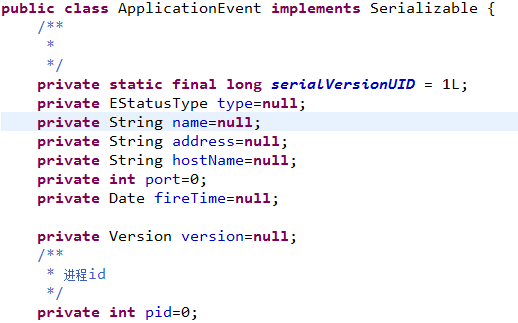 public class ApplicationEvent implements Serializable {
    /**
     *
     */
    private static final long serialVersionUID = 1L;
    private EStatusType type=null;
    private String name=null;
    private String address=null;
    private String hostName=null;
    private int port=0;
    private Date fireTime=null;

    private Version version=null;
    /**
     * 进程id
     */
    private int pid=0;